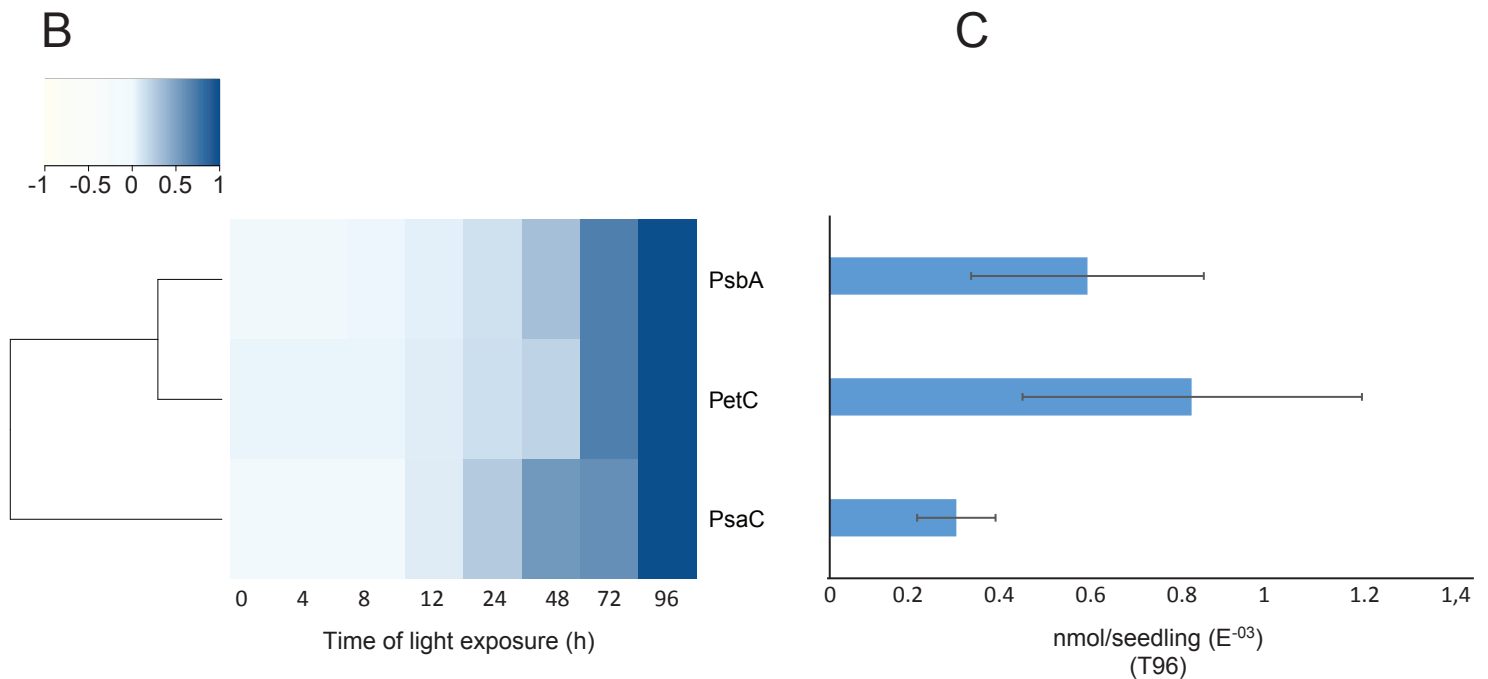 B
C
-1 -0.5 0 0.5 1
PsbA
PetC
PsaC
0 4 8 12 24 48 72 96
Time of light exposure (h)
0 0.2 0.4 0.6 0.8 1 1.2 1,4
nmol/seedling (E⁻⁰³)
(T96)